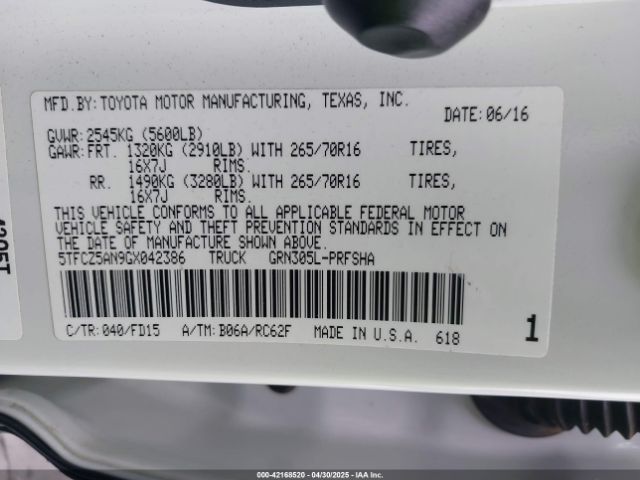 MFD.BY:TOYOTA MOTOR MANUFACTURING, TEXAS, INC.
DATE:06/16
GVWR:2545KG (5600LB)
GAWR:FRT. 1320KG (2910LB) WITH 265/70R16 TIRES,
16X7J RIMS.
RR. 1490KG (3280LB) WITH 265/70R16 TIRES,
16X7J RIMS.
THIS VEHICLE CONFORMS TO ALL APPLICABLE FEDERAL MOTOR
VEHICLE SAFETY AND THEFT PREVENTION STANDARDS IN EFFECT
ON THE DATE OF MANUFACTURE SHOWN ABOVE.
5TFCZ5AN9GX042386 TRUCK GRN305L-PRFSHA
C/TR:040/FD15 A/TM:B06A/RC62F MADE IN U.S.A. 618
1
000-42168520 - 04/30/2025 - IAAI.COM